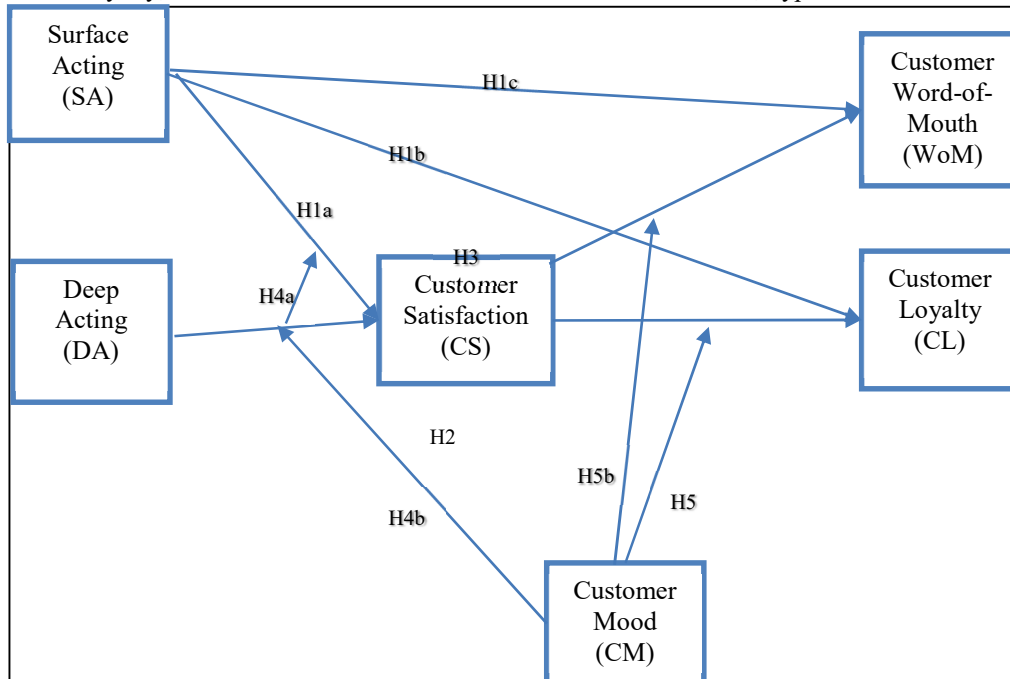 Surface
Acting
(SA)
Customer
Word-of-
Mouth
(WoM)
H1c
H1b
H1a
H3
Deep
Acting
(DA)
H4a
Customer
Satisfaction
(CS)
Customer
Loyalty
(CL)
H2
H5b
H5
H4b
Customer
Mood
(CM)